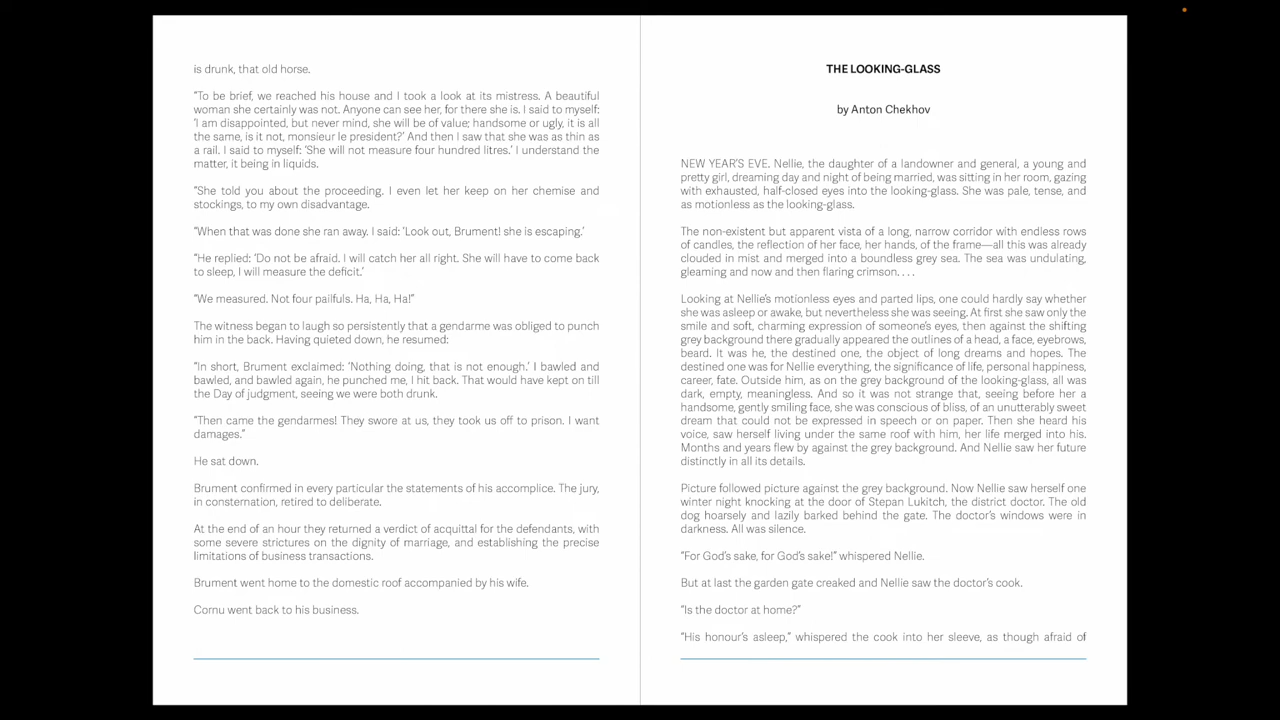 is drunk, that old horse.
“To be brief, we reached his house and I took a look at its mistress. A beautiful
woman she certainly was not. Anyone can see her, for there she is. I said to myself:
‘I am disappointed, but never mind, she will be of value; handsome or ugly, it is all
the same, is it not, monsieur le president?’ And then I saw that she was as thin as
a rail. I said to myself: ‘She will not measure four hundred litres.’ I understand the
matter, it being in liquids.
“She told you about the proceeding. I even let her keep on her chemise and
stockings, to my own disadvantage.
“When that was done she ran away. I said: ‘Look out, Brument! she is escaping.’
“He replied: ‘Do not be afraid. I will catch her all right. She will have to come back
to sleep, I will measure the deficit.’
“We measured. Not four pailfuls. Ha, Ha, Ha!”
The witness began to laugh so persistently that a gendarme was obliged to punch
him in the back. Having quieted down, he resumed:
“In short, Brument exclaimed: ‘Nothing doing, that is not enough.’ I bawled and
bawled, and bawled again, he punched me, I hit back. That would have kept on till
the Day of judgment, seeing we were both drunk.
“Then came the gendarmes! They swore at us, they took us off to prison. I want
damages.”
He sat down.
Brument confirmed in every particular the statements of his accomplice. The jury,
in consternation, retired to deliberate.
At the end of an hour they returned a verdict of acquittal for the defendants, with
some severe strictures on the dignity of marriage, and establishing the precise
limitations of business transactions.
Brument went home to the domestic roof accompanied by his wife.
Cornu went back to his business.
THE LOOKING-GLASS
by Anton Chekhov
NEW YEAR’S EVE. Nellie, the daughter of a landowner and general, a young and
pretty girl, dreaming day and night of being married, was sitting in her room, gazing
with exhausted, half-closed eyes into the looking-glass. She was pale, tense, and
as motionless as the looking-glass.
The non-existent but apparent vista of a long, narrow corridor with endless rows
of candles, the reflection of her face, her hands, of the frame—all this was already
clouded in mist and merged into a boundless grey sea. The sea was undulating,
gleaming and now and then flaring crimson. . . .
Looking at Nellie’s motionless eyes and parted lips, one could hardly say whether
she was asleep or awake, but nevertheless she was seeing. At first she saw only the
smile and soft, charming expression of someone’s eyes, then against the shifting
grey background there gradually appeared the outlines of a head, a face, eyebrows,
beard. It was he, the destined one, the object of long dreams and hopes. The
destined one was for Nellie everything, the significance of life, personal happiness,
career, fate. Outside him, as on the grey background of the looking-glass, all was
dark, empty, meaningless. And so it was not strange that, seeing before her a
handsome, gently smiling face, she was conscious of bliss, of an unutterably sweet
dream that could not be expressed in speech or on paper. Then she heard his
voice, saw herself living under the same roof with him, her life merged into his.
Months and years flew by against the grey background. And Nellie saw her future
distinctly in all its details.
Picture followed picture against the grey background. Now Nellie saw herself one
winter night knocking at the door of Stepan Lukitch, the district doctor. The old
dog hoarsely and lazily barked behind the gate. The doctor’s windows were in
darkness. All was silence.
“For God’s sake, for God’s sake!” whispered Nellie.
But at last the garden gate creaked and Nellie saw the doctor’s cook.
“Is the doctor at home?”
“His honour’s asleep,” whispered the cook into her sleeve, as though afraid of